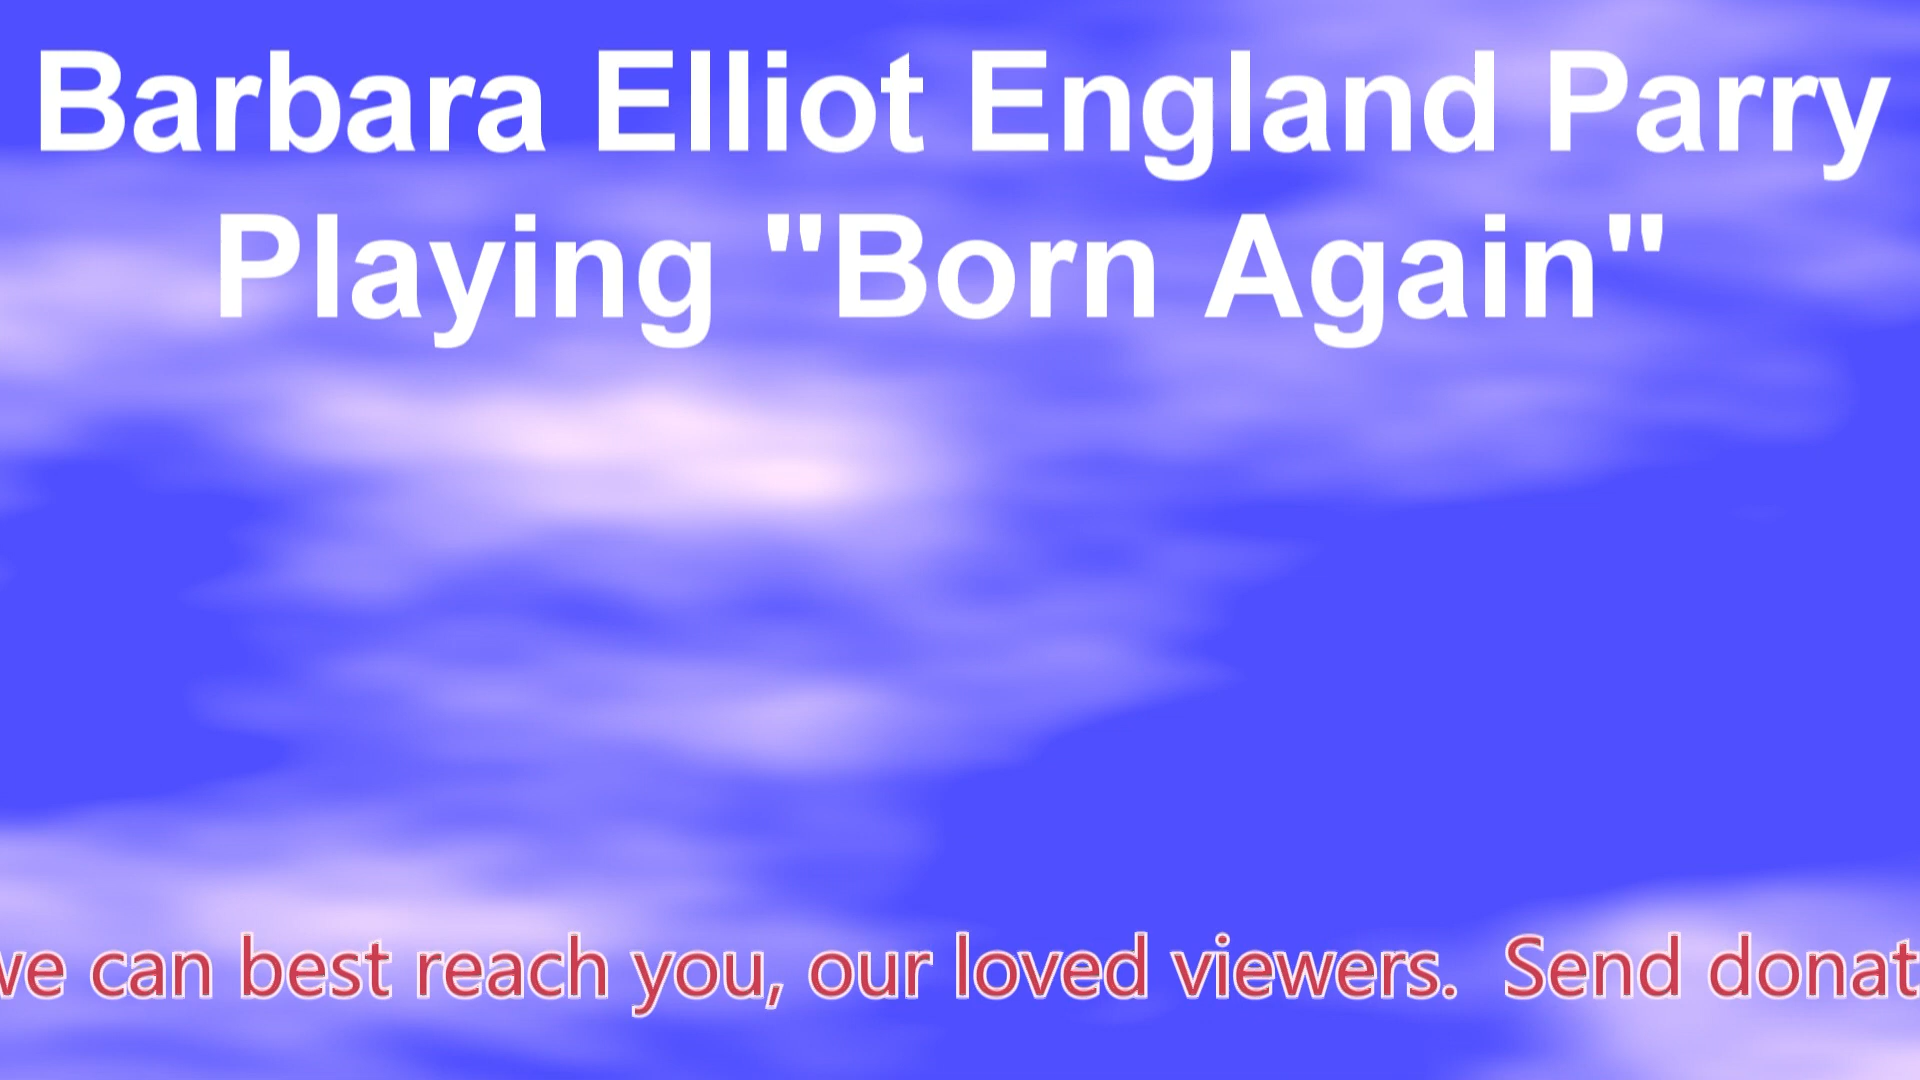 Barbara Elliot England Parry
Playing "Born Again"
we can best reach you, our loved viewers.  Send donat